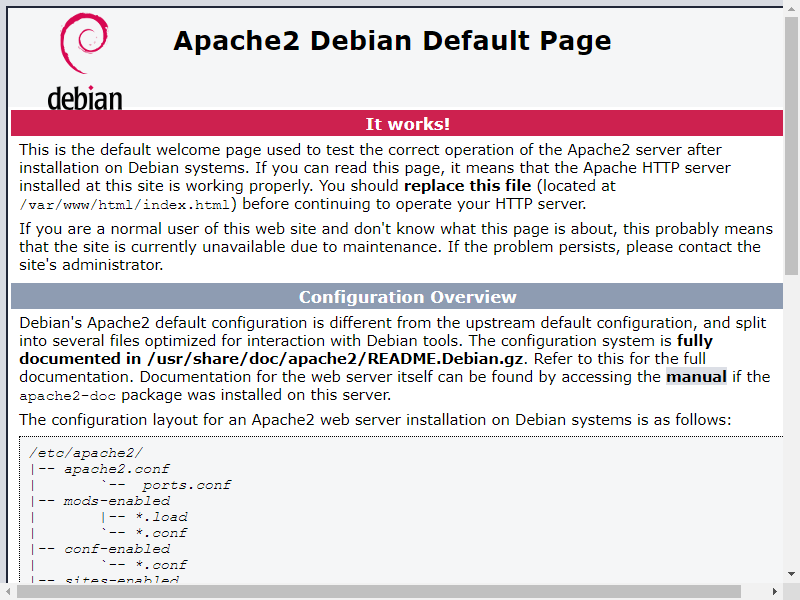 debian
Apache2 Debian Default Page
It works!
This is the default welcome page used to test the correct operation of the Apache2 server after
installation on Debian systems. If you can read this page, it means that the Apache HTTP server
installed at this site is working properly. You should replace this file (located at
/var/www/html/index.html) before continuing to operate your HTTP server.
If you are a normal user of this web site and don't know what this page is about, this probably means
that the site is currently unavailable due to maintenance. If the problem persists, please contact the
site's administrator.
Configuration Overview
Debian's Apache2 default configuration is different from the upstream default configuration, and split
into several files optimized for interaction with Debian tools. The configuration system is fully
documented in /usr/share/doc/apache2/README.Debian.gz. Refer to this for the full
documentation. Documentation for the web server itself can be found by accessing the manual if the
apache2-doc package was installed on this server.
The configuration layout for an Apache2 web server installation on Debian systems is as follows:
/etc/apache2/
|-- apache2.conf
|       `--  ports.conf
|-- mods-enabled
|       |-- *.load
|       `-- *.conf
|-- conf-enabled
|       `-- *.conf
|-- sites-enabled